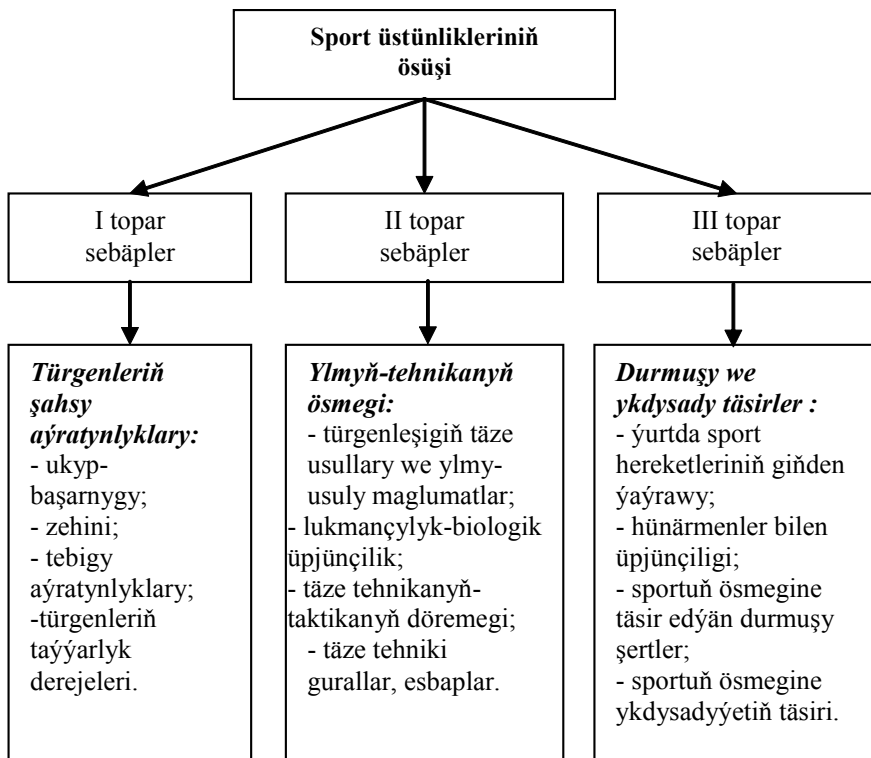 Sport üstünlikleriniň
ösüşi
I topar
sebäpler
II topar
sebäpler
III topar
sebäpler
Türgenleriň
şahsy
aýratynlyklary:
- ukyp-
başarnygy;
- zehini;
- tebigy
aýratynlyklary;
-türgenleriň
taýýarlyk
derejeleri.
Ylmyň-tehnikanyň
ösmegi:
- türgenleşigiň täze
usullary we ylmy-
usuly maglumatlar;
- lukmançylyk-biologik
üpjünçilik;
- täze tehnikanyň-
taktikanyň döremegi;
- täze tehniki
gurallar, esbaplar.
Durmuşy we
ykdysady täsirler :
- ýurtda sport
hereketleriniň giňden
ýaýrawy;
- hünärmenler bilen
üpjünçiligi;
- sportuň ösmegine
täsir edýän durmuşy
şertler;
- sportuň ösmegine
ykdysadyýetiň täsiri.